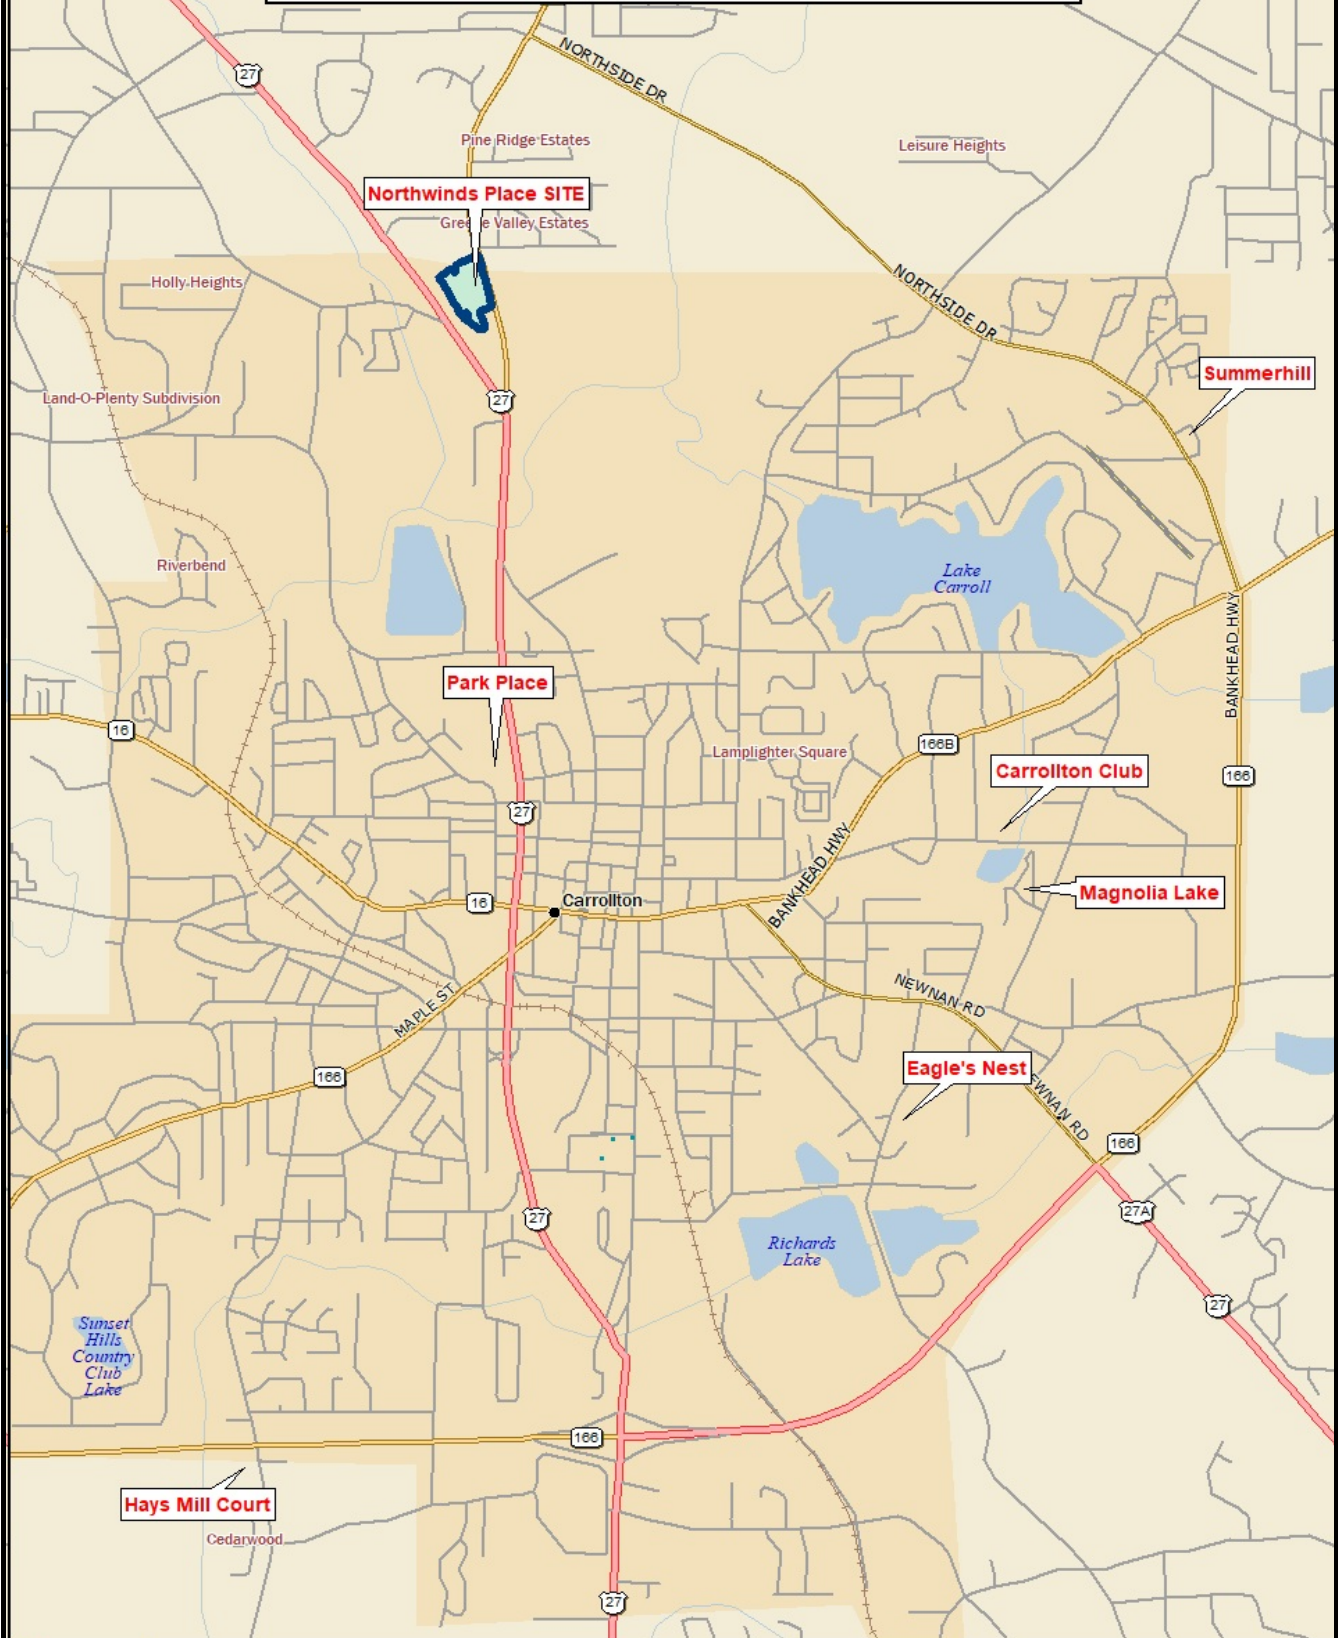 27
NORTHSIDE DR
Pine Ridge Estates
Leisure Heights
Northwinds Place SITE
Greene Valley Estates
Holly Heights
NORTHSIDE DR
Summerhill
Land-O-Plenty Subdivision
27
Riverbend
Lake
Carroll
BANKHEAD HWY
Park Place
16
166B
Lamplighter Square
Carrollton Club
166
27
BANKHEAD HWY
Magnolia Lake
16
Carrollton
NEWNAN RD
MAPLE ST
Eagle's Nest
166
EWNAN RD
166
27
27A
Richards
Lake
27
Sunset
Hills
Country
Club
Lake
166
Hays Mill Court
Cedarwood
27